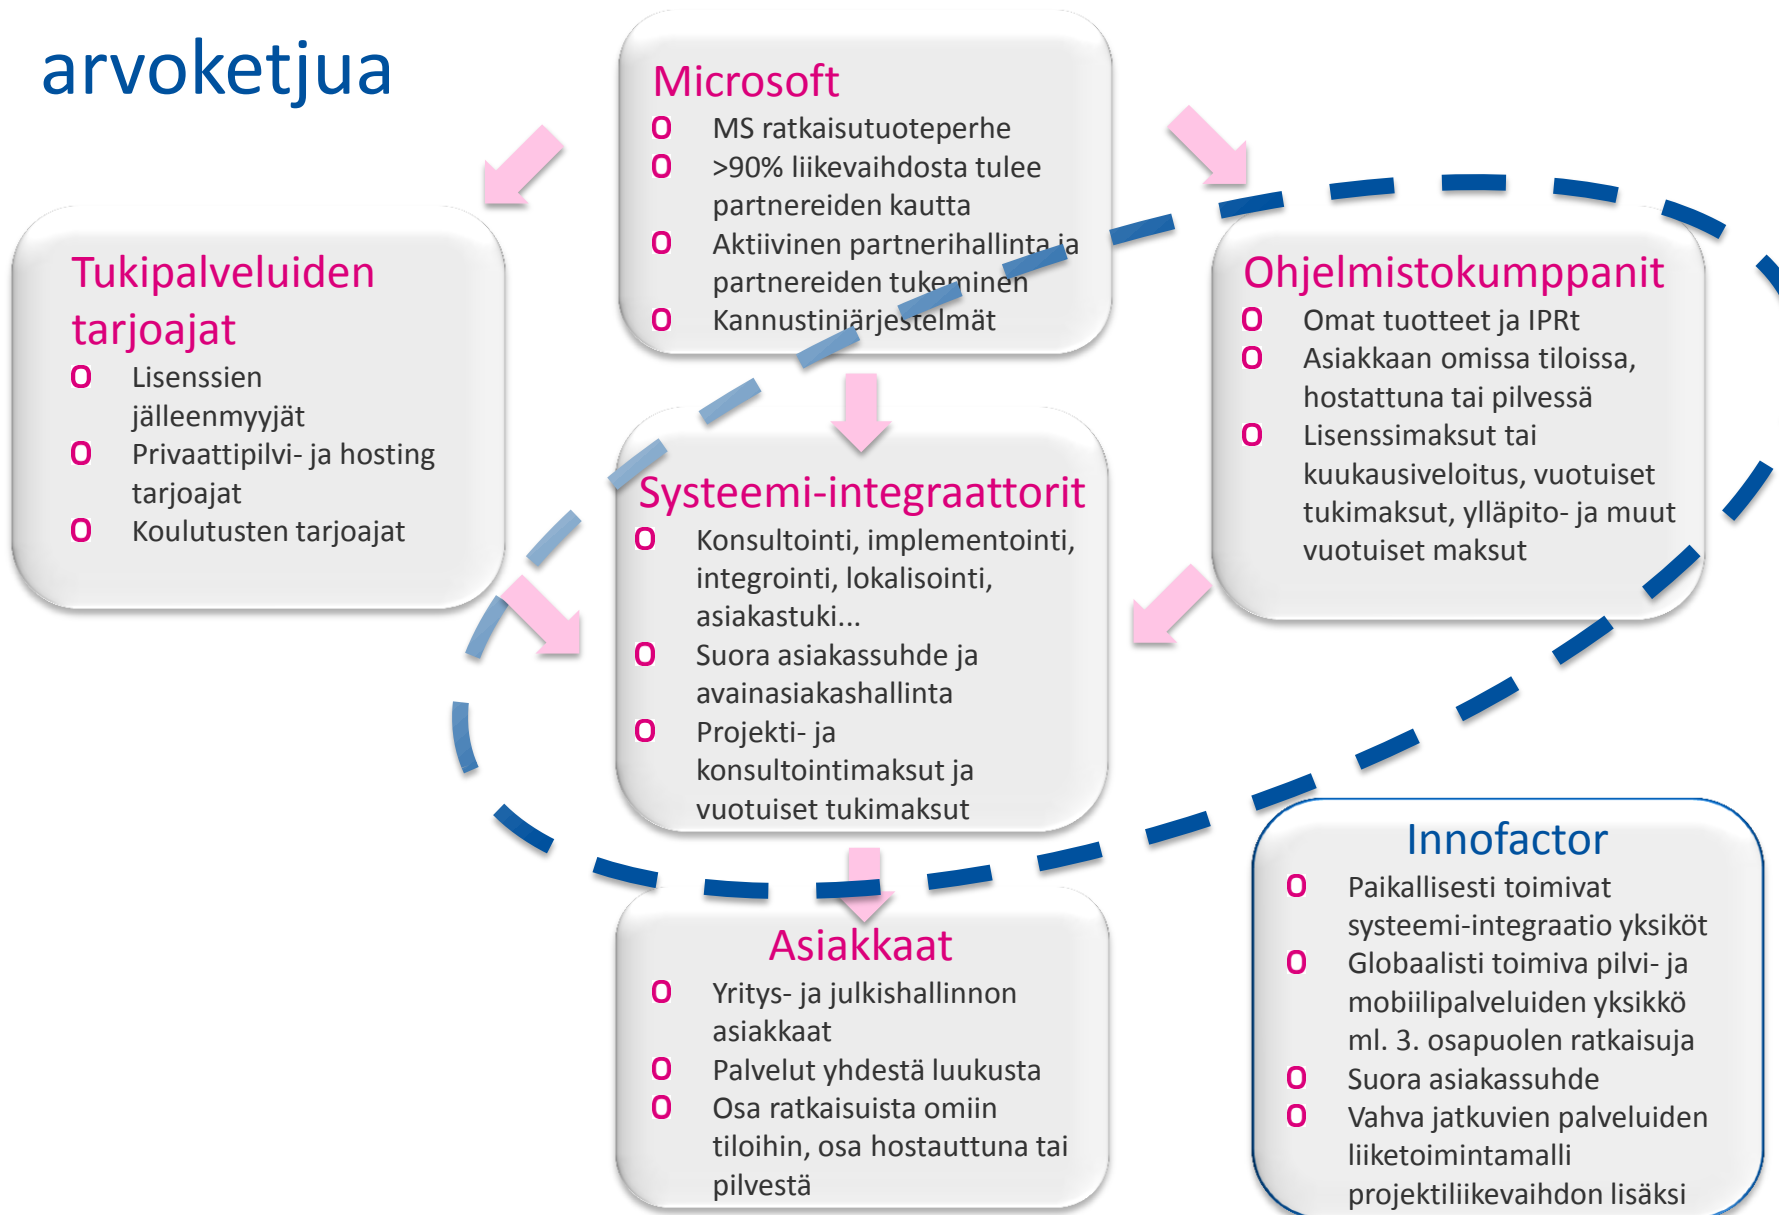 arvoketjua
Microsoft
MS ratkaisutuoteperhe
>90% liikevaihdosta tulee
partnereiden kautta
Aktiivinen partnerihallinta ja
partnereiden tukeminen
Kannustinjärjestelmät
Tukipalveluiden
tarjoajat
Lisenssien
jälleenmyyjät
Privaattipilvi- ja hosting
tarjoajat
Koulutusten tarjoajat
Ohjelmistokumppanit
Omat tuotteet ja IPRt
Asiakkaan omissa tiloissa,
hostattuna tai pilvessä
Lisenssimaksut tai
kuukausiveloitus, vuotuiset
tukimaksut, ylläpito- ja muut
vuotuiset maksut
Systeemi-integraattorit
Konsultointi, implementointi,
integrointi, lokalisointi,
asiakastuki...
Suora asiakassuhde ja
avainasiakashallinta
Projekti- ja
konsultointimaksut ja
vuotuiset tukimaksut
Asiakkaat
Yritys- ja julkishallinnon
asiakkaat
Palvelut yhdestä luukusta
Osa ratkaisuista omiin
tiloihin, osa hostauttuna tai
pilvestä
Innofactor
Paikallisesti toimivat
systeemi-integraatio yksiköt
Globaalisti toimiva pilvi- ja
mobiilipalveluiden yksikkö
ml. 3. osapuolen ratkaisuja
Suora asiakassuhde
Vahva jatkuvien palveluiden
liiketoimintamalli
projektiliikevaihdon lisäksi